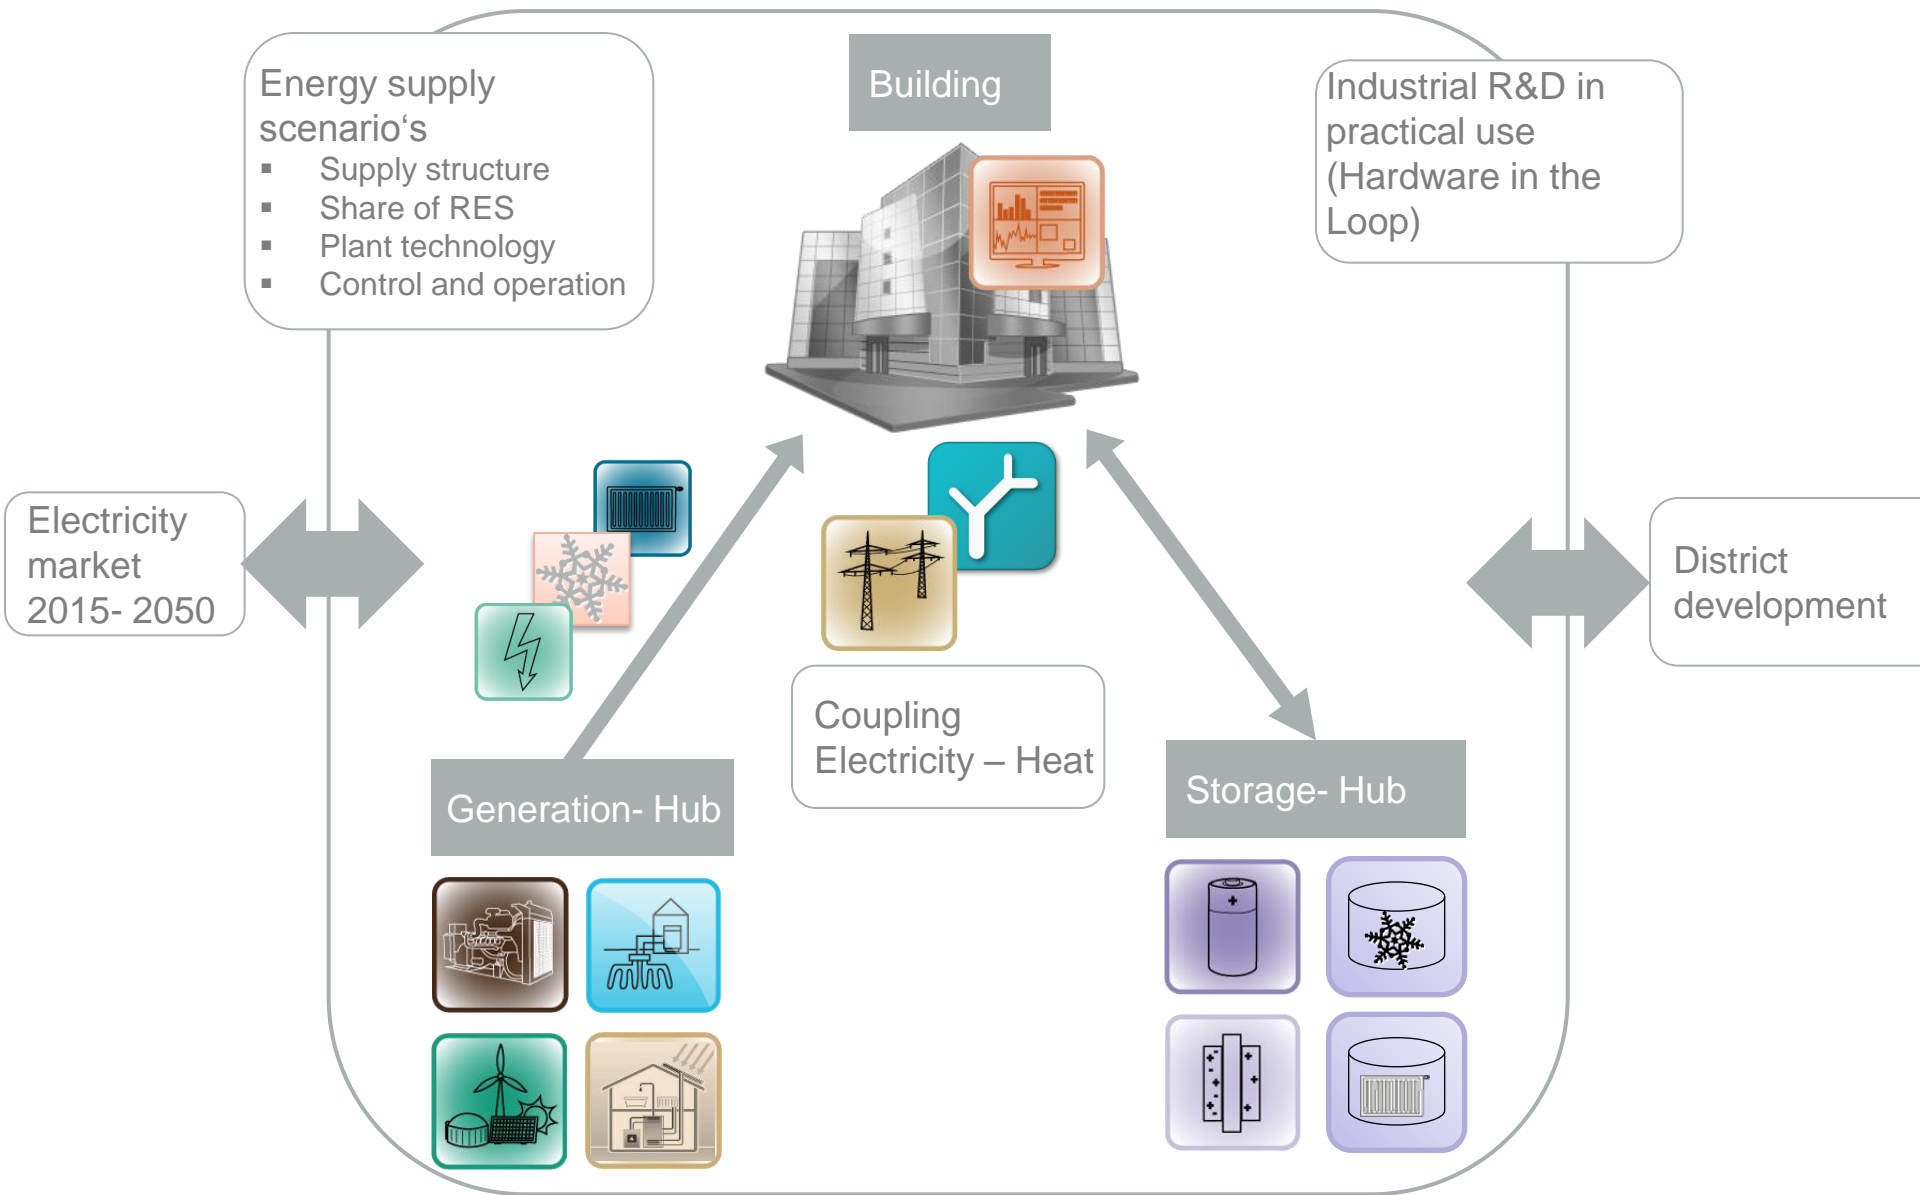 Energy supply
scenario‘s
▪ Supply structure
▪ Share of RES
▪ Plant technology
▪ Control and operation
Building
Industrial R&D in
practical use
(Hardware in the
Loop)
Electricity
market
2015- 2050
District
development
Coupling
Electricity – Heat
Generation- Hub
Storage- Hub